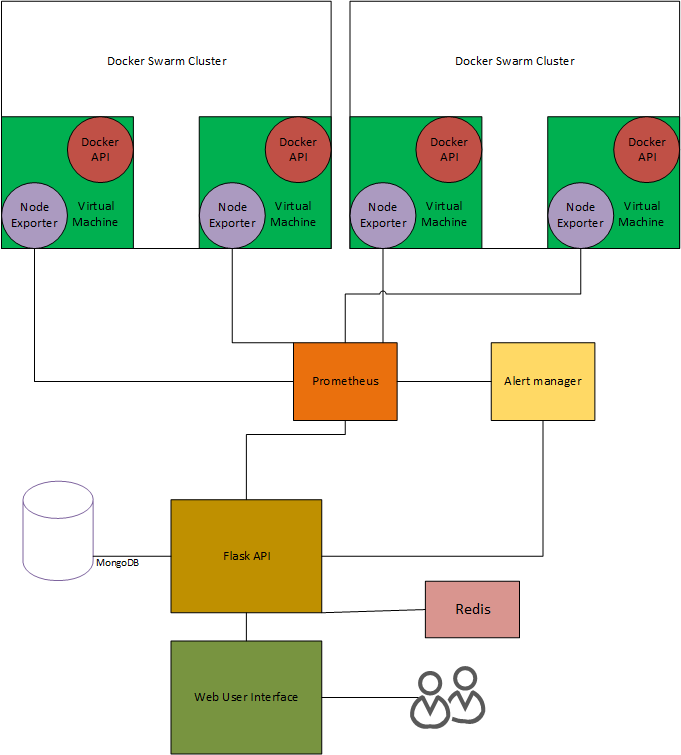 Docker Swarm Cluster
Docker Swarm Cluster
Docker
API
Docker
API
Docker
API
Docker
API
Node
Exporter
Virtual
Machine
Node
Exporter
Virtual
Machine
Node
Exporter
Virtual
Machine
Node
Exporter
Virtual
Machine
Prometheus
Alert manager
Flask API
MongoDB
Redis
Web User Interface